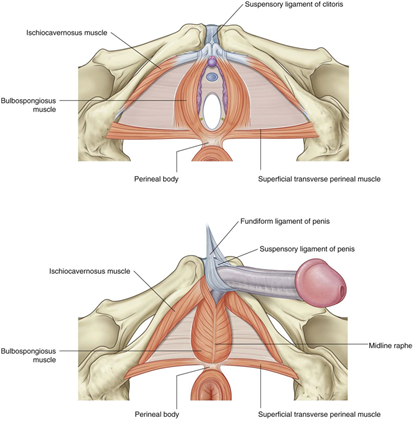 Suspensory ligament of clitoris
Ischiocavernosus muscle
Bulbospongiosus
muscle
Perineal body
Superficial transverse perineal muscle
Fundiform ligament of penis
Suspensory ligament of penis
Ischiocavernosus muscle
Midline raphe
Bulbospongiosus
muscle
Perineal body
Superficial transverse perineal muscle